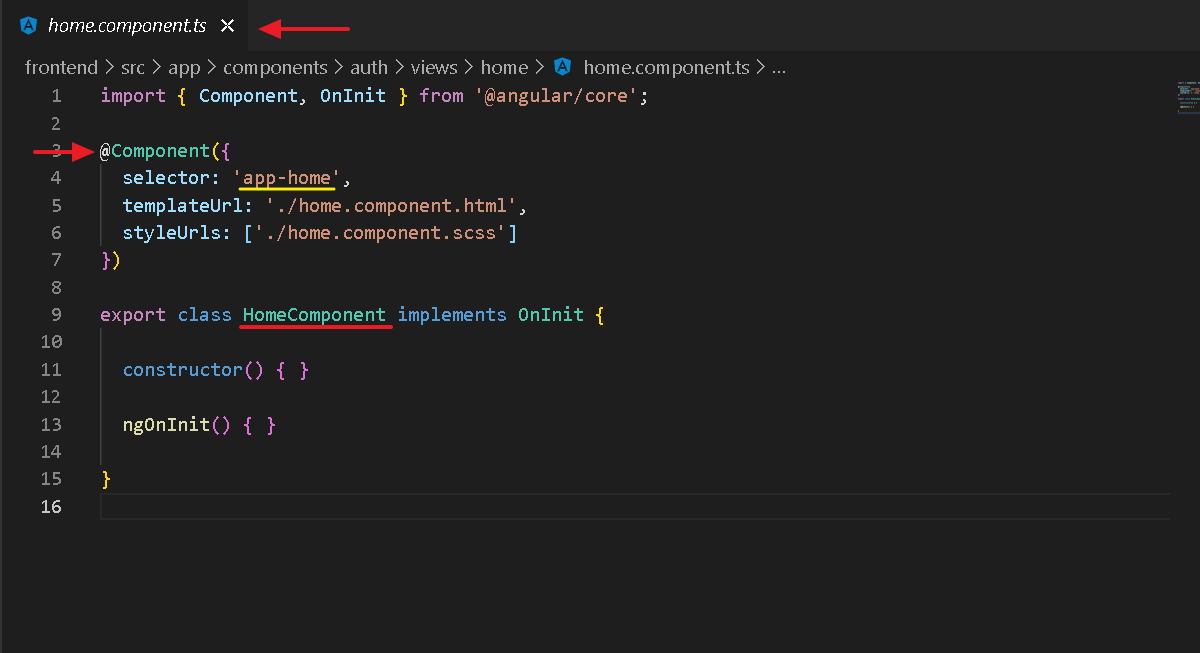 home.component.ts ✕
frontend > src > app > components > auth > views > home > home.component.ts > ...
1 import { Component, OnInit } from '@angular/core';
2
3 @Component({
4 selector: 'app-home',
5 templateUrl: './home.component.html',
6 styleUrls: ['./home.component.scss']
7 })
8
9 export class HomeComponent implements OnInit {
10
11 constructor() { }
12
13 ngOnInit() { }
14
15 }
16